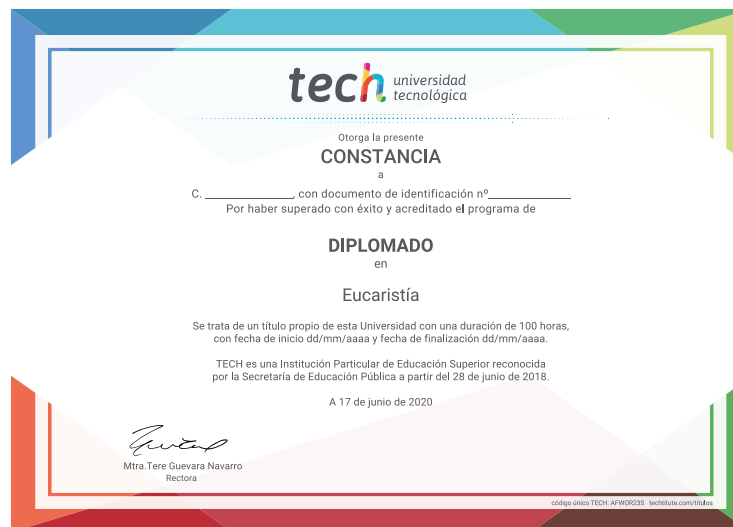 tech universidad
tecnológica
Otorga la presente
CONSTANCIA
a
C. ______________, con documento de identificación nº______________
Por haber superado con éxito y acreditado el programa de
DIPLOMADO
en
Eucaristía
Se trata de un título propio de esta Universidad con una duración de 100 horas,
con fecha de inicio dd/mm/aaaa y fecha de finalización dd/mm/aaaa.
TECH es una Institución Particular de Educación Superior reconocida
por la Secretaría de Educación Pública a partir del 28 de junio de 2018.
A 17 de junio de 2020
Mtra.Tere Guevara Navarro
Rectora
código único TECH: AFWOR23S techtitute.com/títulos